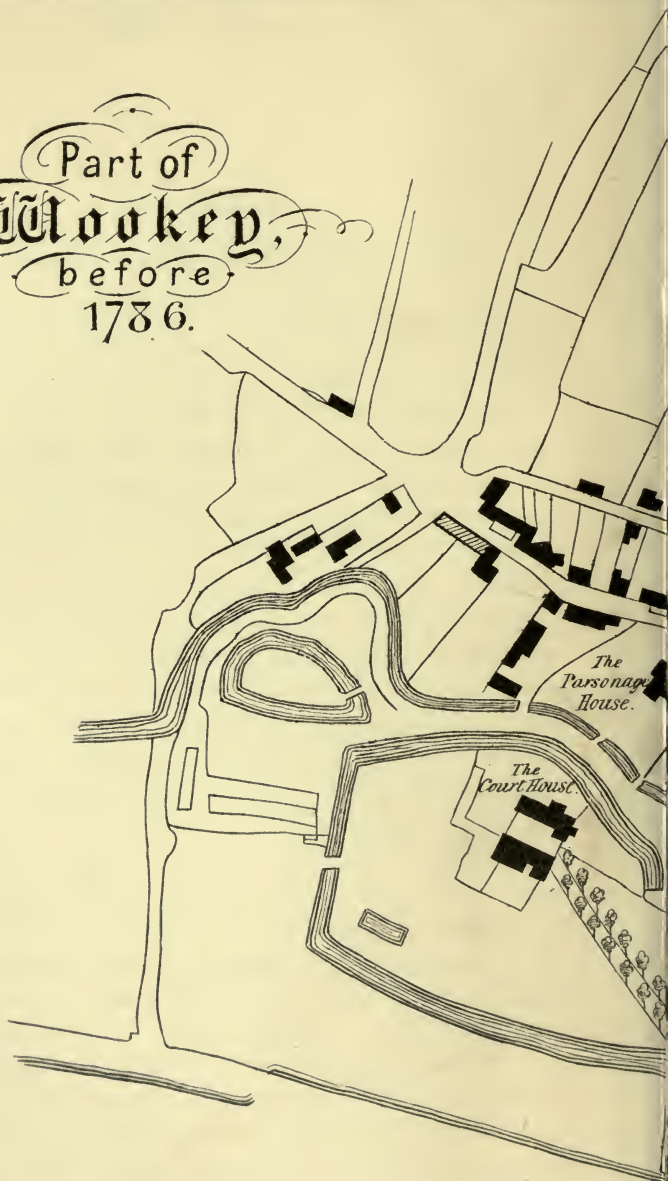 Part of
Wookey,
before
1786.
The
Parsonage
House.
The
Court House.